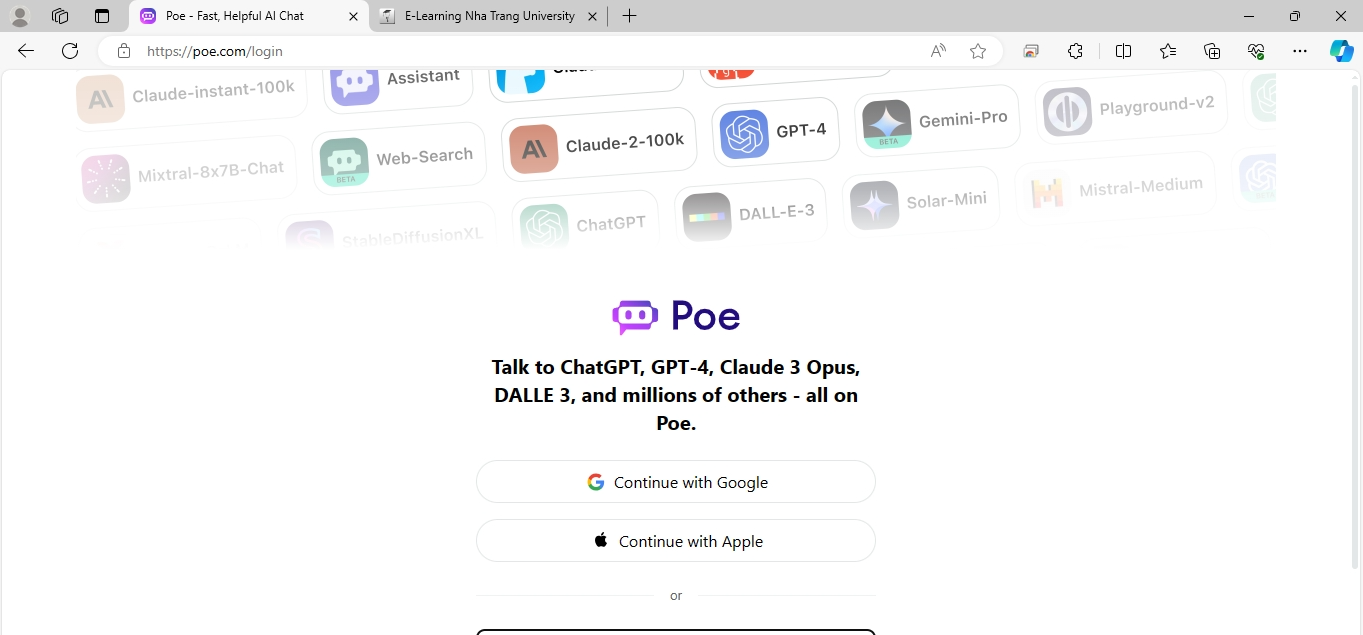 Poe - Fast, Helpful AI Chat
E-Learning Nha Trang University
https://poe.com/login
Claude-instant-100k
Assistant
Mixtral-8x7B-Chat
Web-Search
BETA
Claude-2-100k
GPT-4
Gemini-Pro
BETA
Playground-v2
StableDiffusionXL
ChatGPT
DALL-E-3
Solar-Mini
Mistral-Medium
Poe
Talk to ChatGPT, GPT-4, Claude 3 Opus,
DALLE 3, and millions of others - all on
Poe.
Continue with Google
Continue with Apple
or